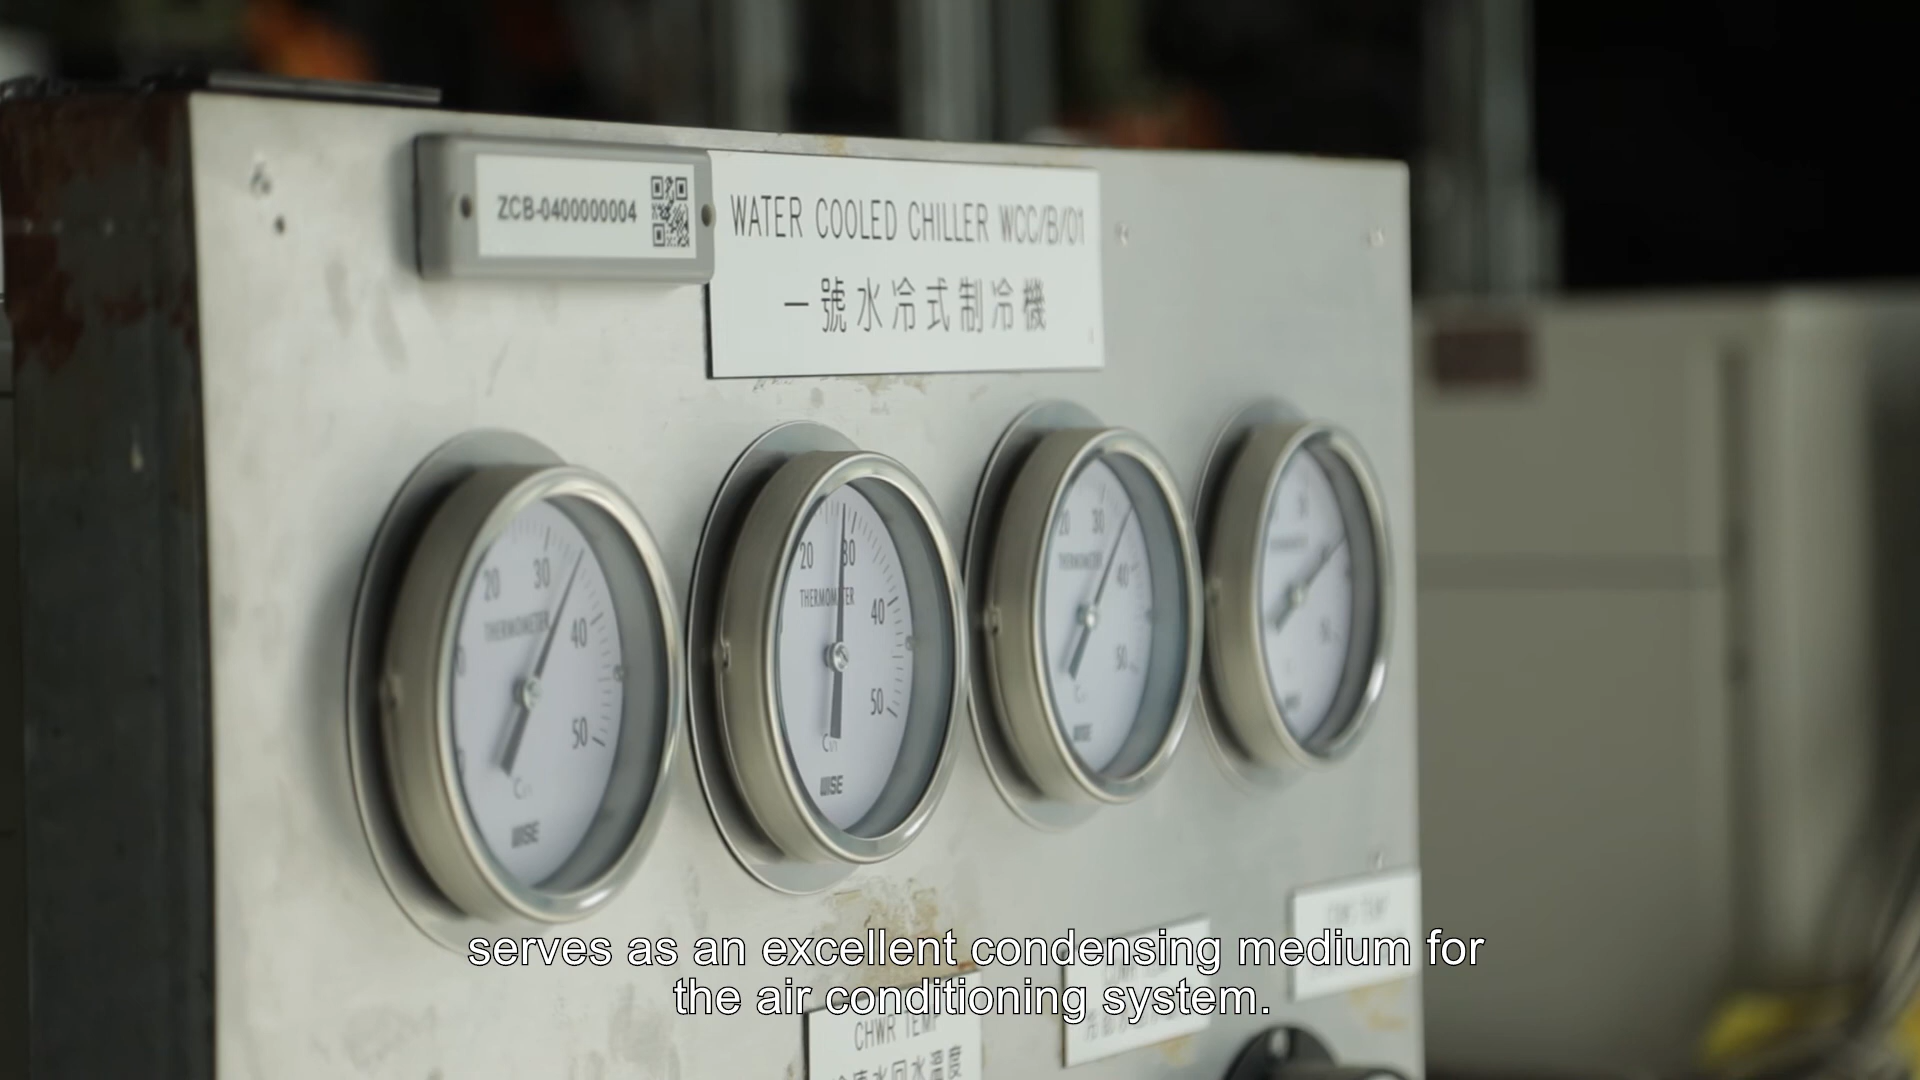 ZCB-0400000004
WATER COOLED CHILLER WCC/B/01
一號水冷式制冷機
20
30
THERMOMETER
40
50
WISE
20
30
THERMOMETER
40
50
WISE
20
30
THERMOMETER
40
50
WISE
serves as an excellent condensing medium for
the air conditioning system.
CHWR TEMP